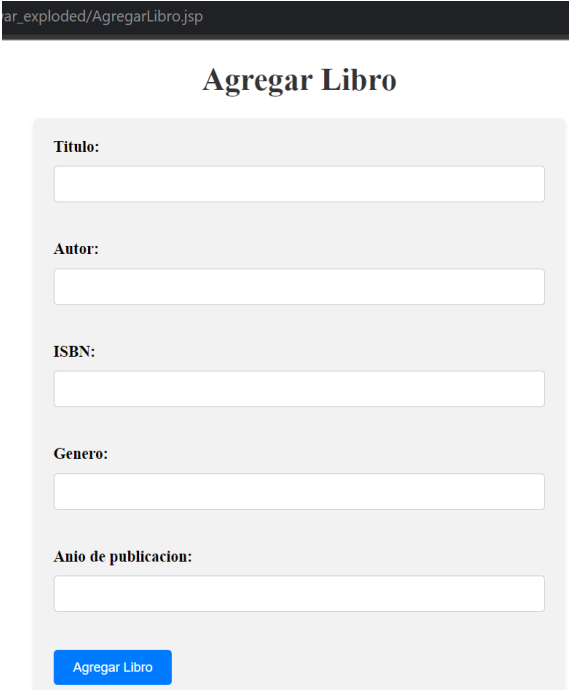 ar_exploded/AgregarLibro.jsp
Agregar Libro
Titulo:
Autor:
ISBN:
Genero:
Anio de publicacion:
Agregar Libro